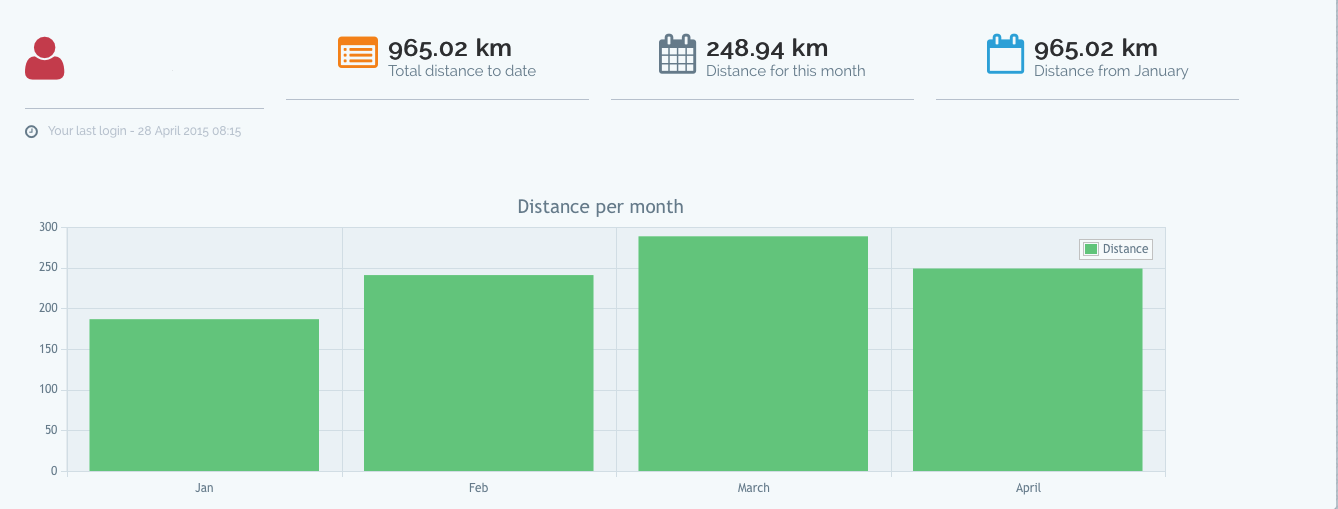 965.02 km
Total distance to date
248.94 km
Distance for this month
965.02 km
Distance from January
Your last login - 28 April 2015 08:15
Distance per month
300
250
200
150
100
50
0
Distance
Jan
Feb
March
April